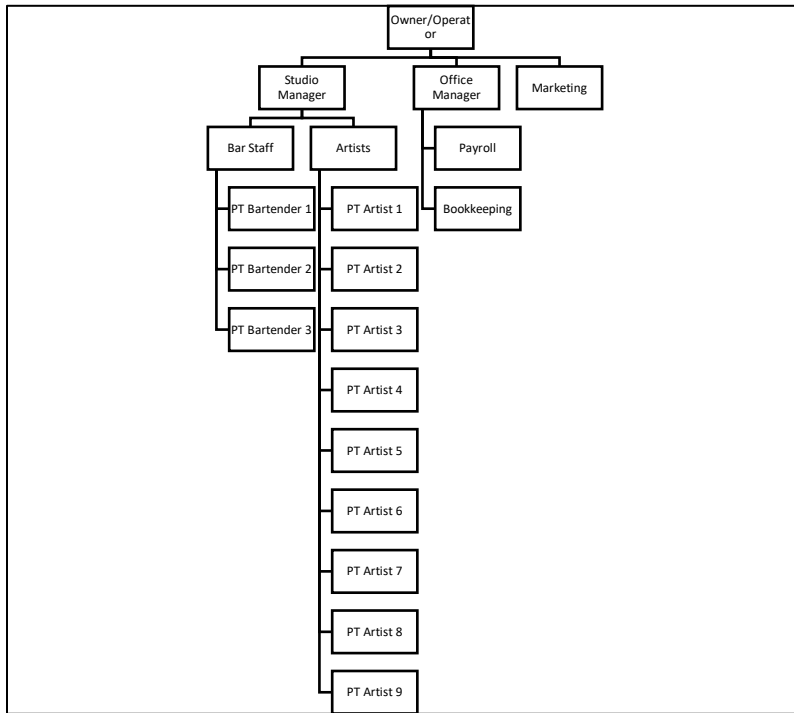 Owner/Operat
or
Studio
Manager
Office
Manager
Marketing
Bar Staff
Artists
Payroll
PT Bartender 1
PT Artist 1
Bookkeeping
PT Bartender 2
PT Artist 2
PT Bartender 3
PT Artist 3
PT Artist 4
PT Artist 5
PT Artist 6
PT Artist 7
PT Artist 8
PT Artist 9